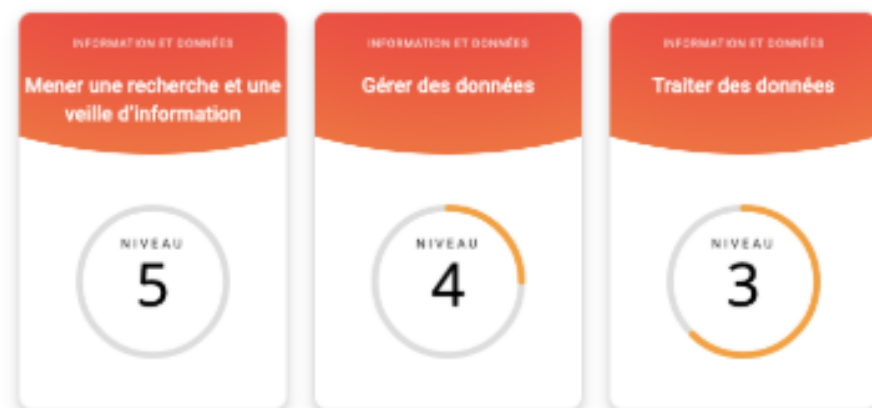 INFORMATION ET DONNÉES
Mener une recherche et une
veille d'information
NIVEAU
5
INFORMATION ET DONNÉES
Gérer des données
NIVEAU
4
INFORMATION ET DONNÉES
Traiter des données
NIVEAU
3